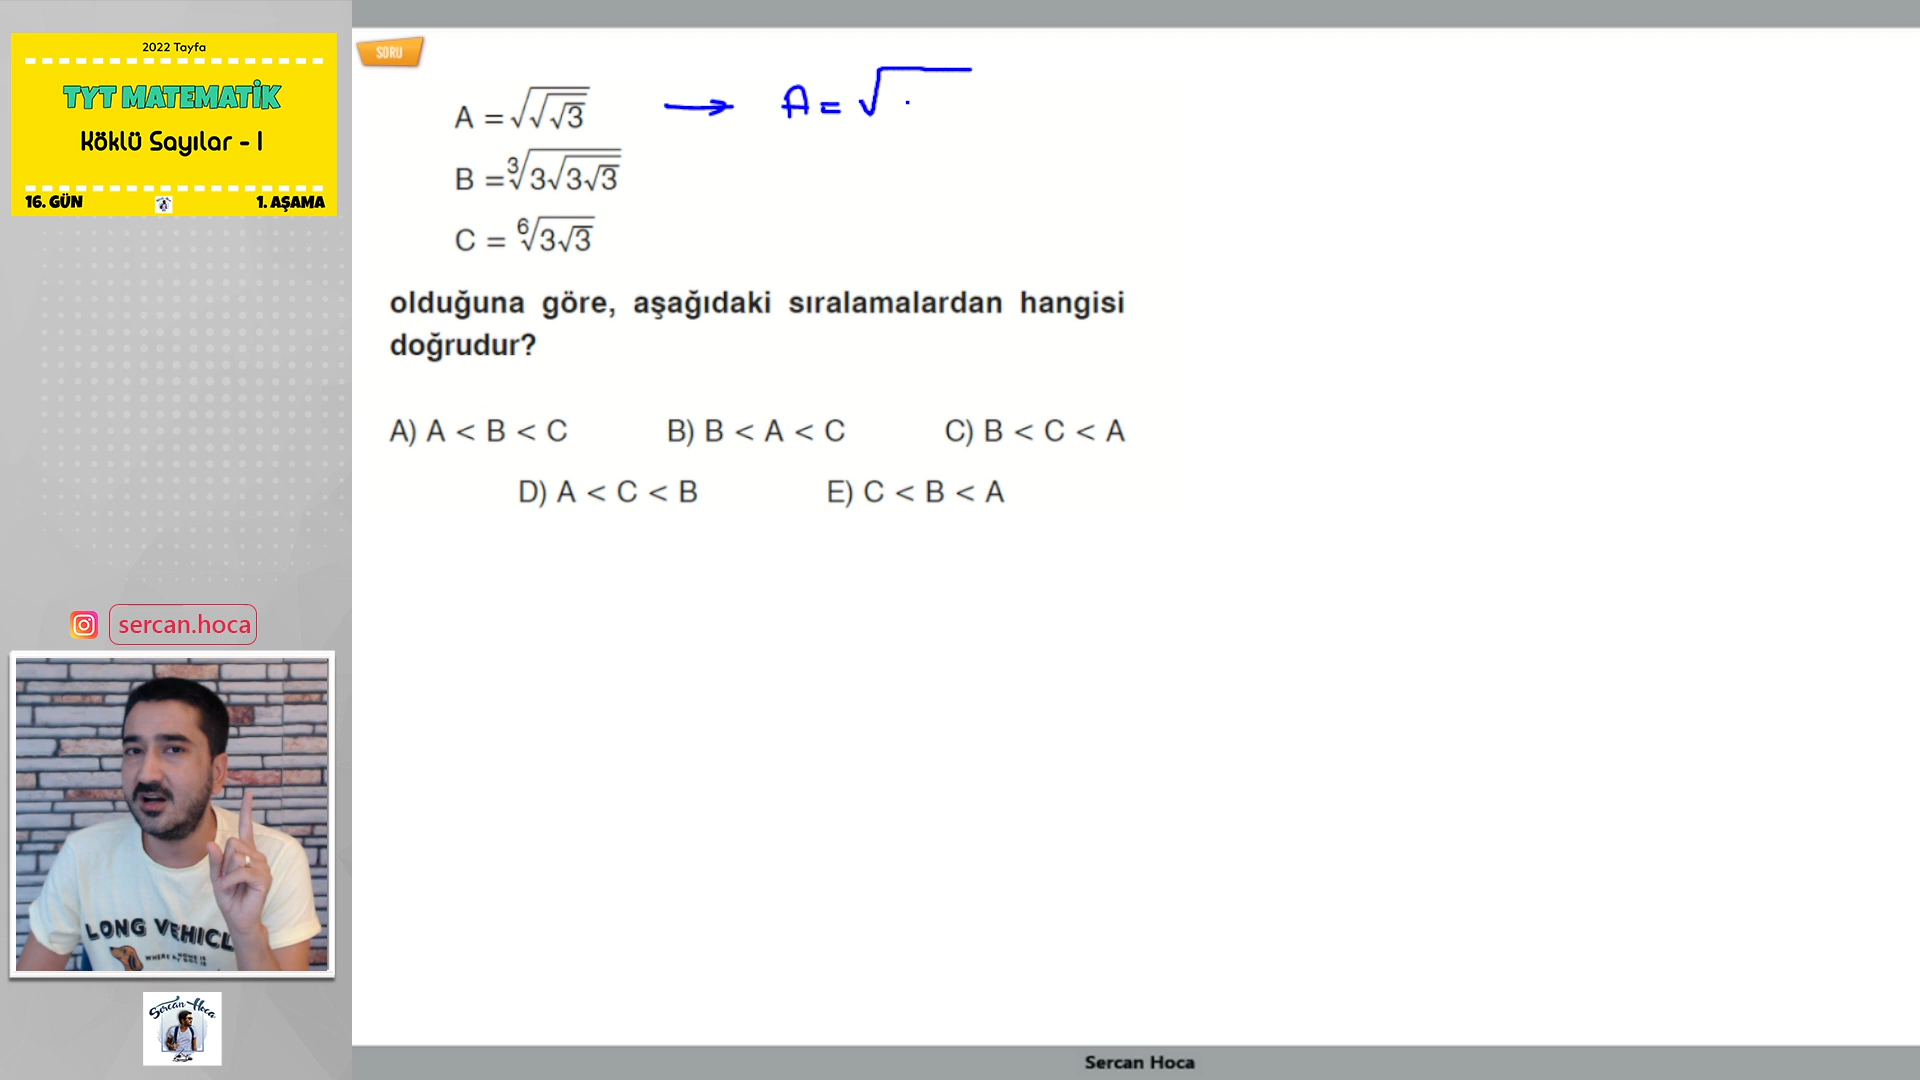 2022 Tayfa
TYT MATEMATİK
Köklü Sayılar - I
16. GÜN
1. AŞAMA
SORU
A = √√√3 → A = √
B = ∛3√3√3
C = ⁶√3√3
olduğuna göre, aşağıdaki sıralamalardan hangisi
doğrudur?
A) A < B < C B) B < A < C C) B < C < A
D) A < C < B E) C < B < A
sercan.hoca
LONG VEHICL
Sercan Hoca
Sercan Hoca